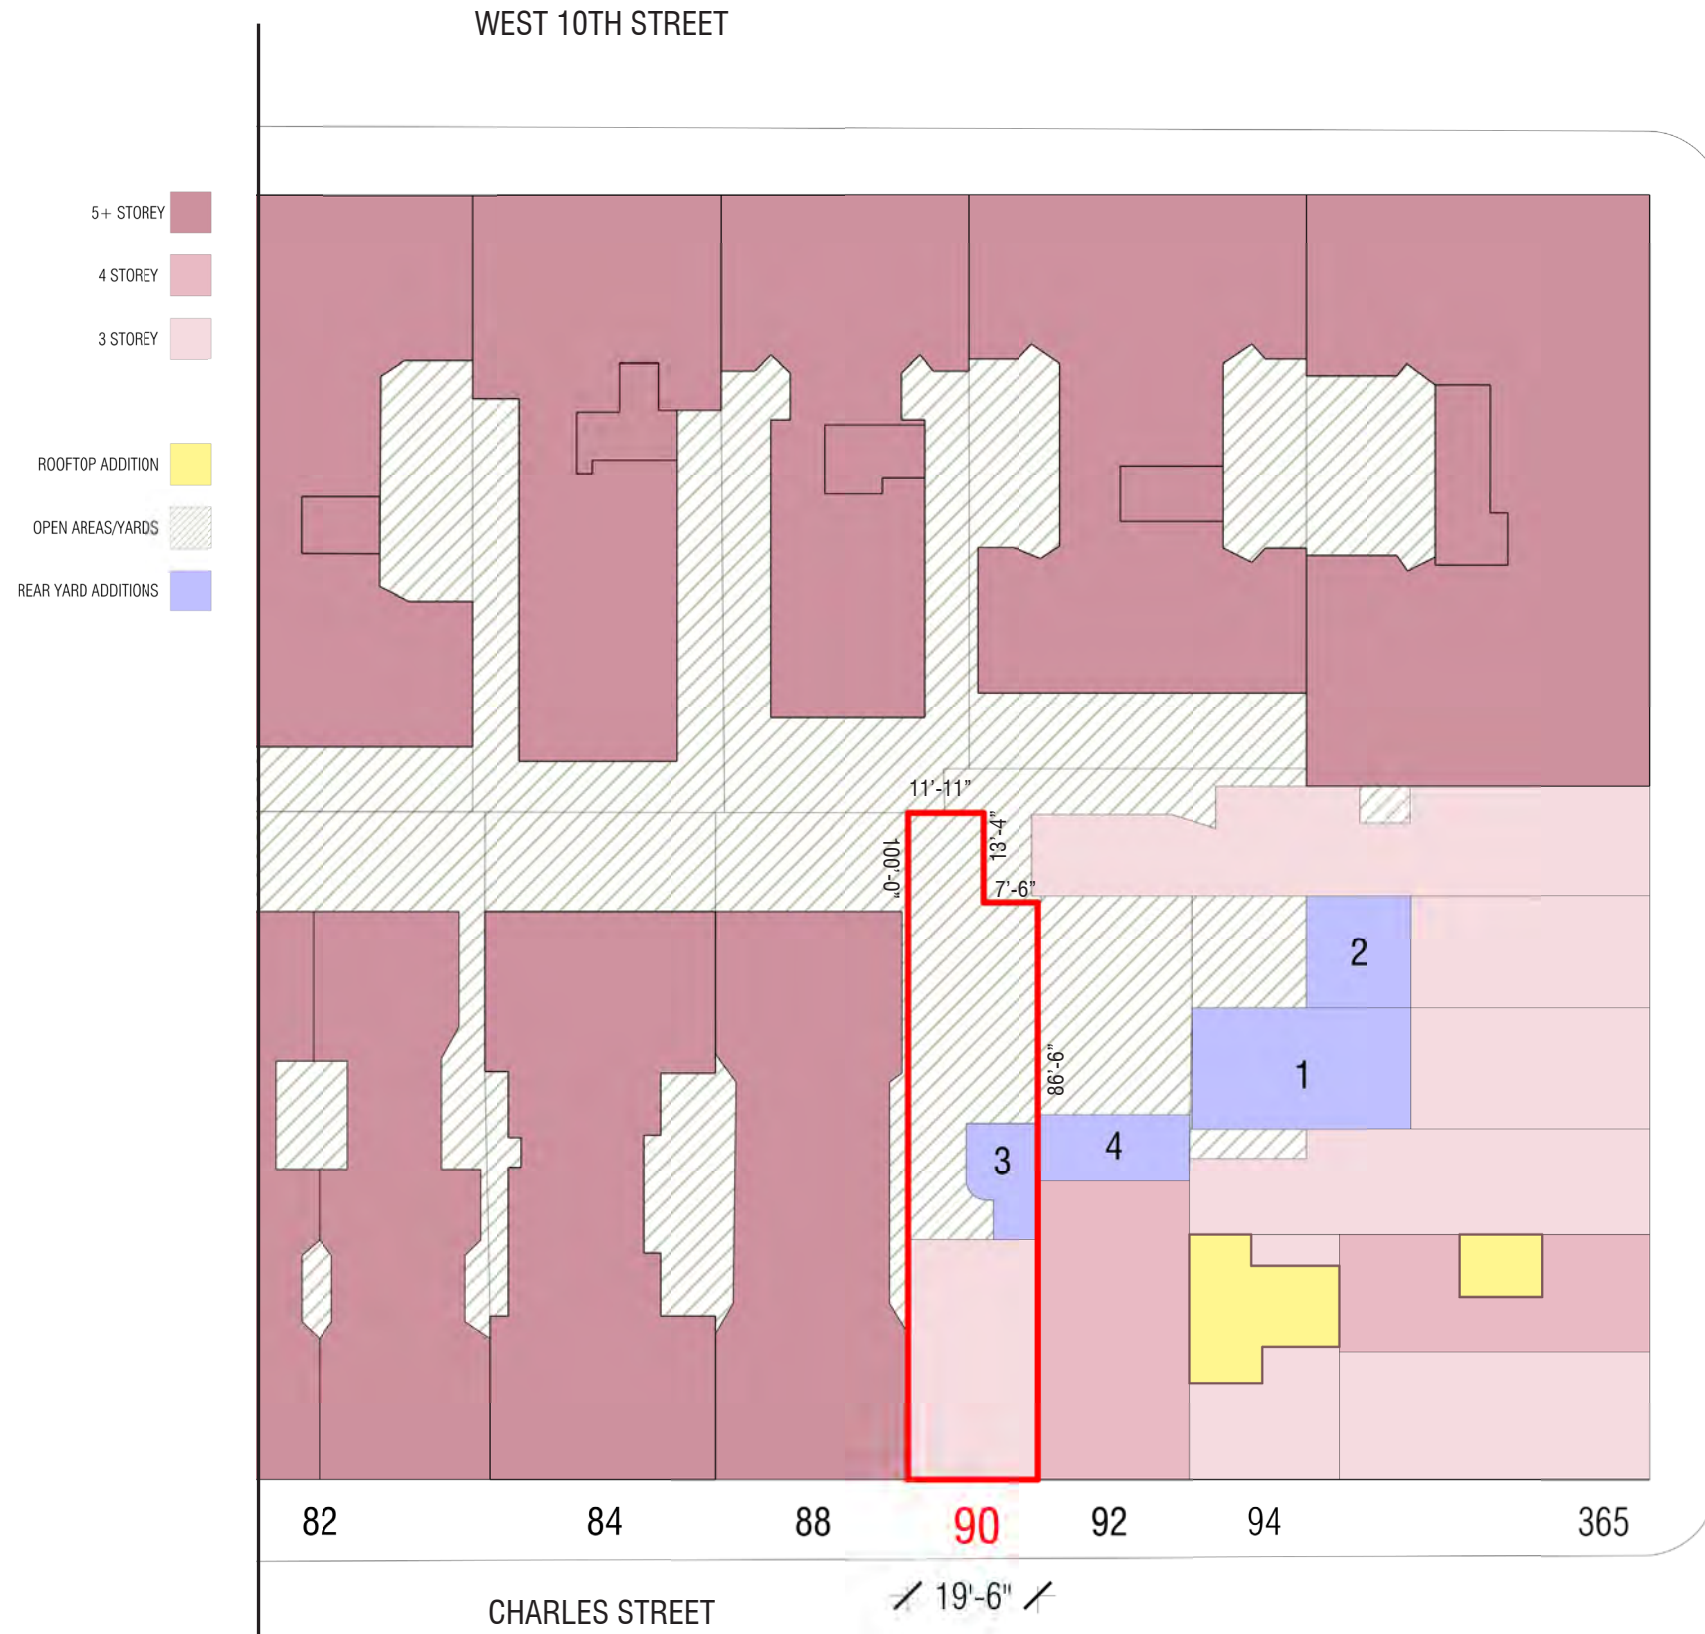 WEST 10TH STREET
5+ STOREY
4 STOREY
3 STOREY
ROOFTOP ADDITION
OPEN AREAS/YARDS
REAR YARD ADDITIONS
11'-11"
13'-4"
100'-0"
7'-6"
2
1
86'-6"
4
3
82
84
88
90
92
94
365
19'-6"
CHARLES STREET